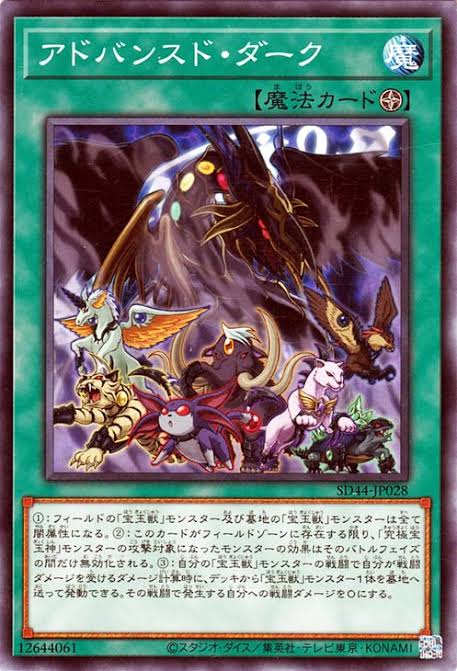 アドバンスド・ダーク
魔
【魔法カード】
SD44-JP028
①:フィールドの「宝玉獣」モンスター及び墓地の「宝玉獣」モンスターは全て
闇属性になる。②:このカードがフィールドゾーンに存在する限り、「究極宝
玉神」モンスターの攻撃対象になったモンスターの効果はそのバトルフェイズ
の間だけ無効化される。③:自分の「宝玉獣」モンスターの戦闘で自分が戦闘
ダメージを受けるダメージ計算時に、デッキから「宝玉獣」モンスター1体を墓地へ
送って発動できる。その戦闘で発生する自分への戦闘ダメージを0にする。
12644061
©スタジオ・ダイス/集英社・テレビ東京・KONAMI